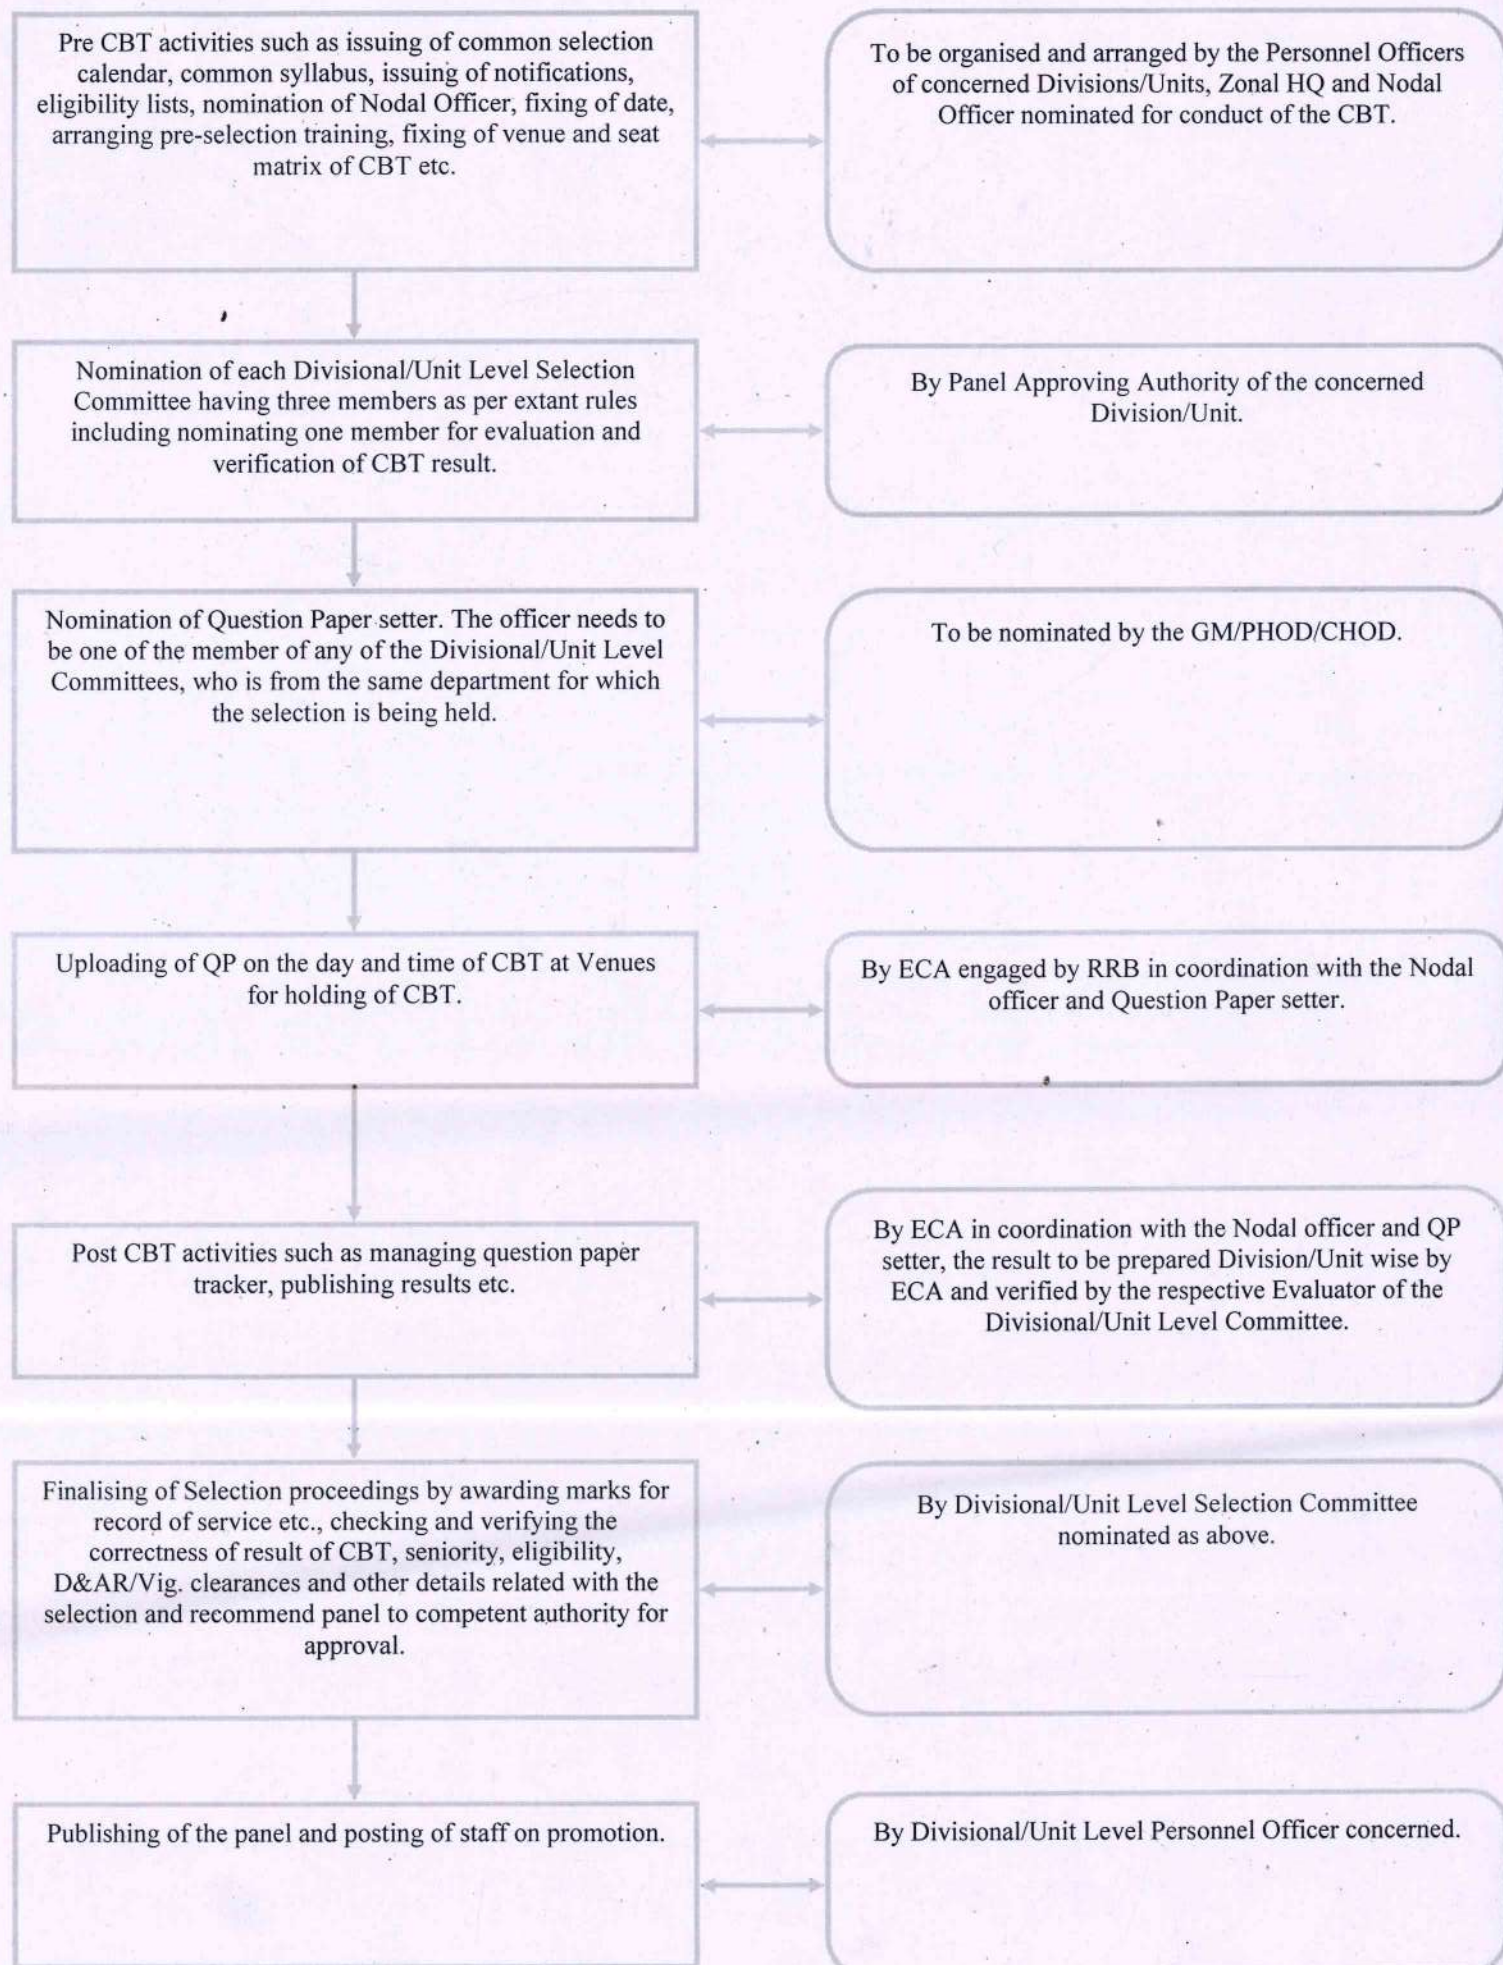 Pre CBT activities such as issuing of common selection
calendar, common syllabus, issuing of notifications,
eligibility lists, nomination of Nodal Officer, fixing of date,
arranging pre-selection training, fixing of venue and seat
matrix of CBT etc.
To be organised and arranged by the Personnel Officers
of concerned Divisions/Units, Zonal HQ and Nodal
Officer nominated for conduct of the CBT.
Nomination of each Divisional/Unit Level Selection
Committee having three members as per extant rules
including nominating one member for evaluation and
verification of CBT result.
By Panel Approving Authority of the concerned
Division/Unit.
Nomination of Question Paper setter. The officer needs to
be one of the member of any of the Divisional/Unit Level
Committees, who is from the same department for which
the selection is being held.
To be nominated by the GM/PHOD/CHOD.
Uploading of QP on the day and time of CBT at Venues
for holding of CBT.
By ECA engaged by RRB in coordination with the Nodal
officer and Question Paper setter.
Post CBT activities such as managing question paper
tracker, publishing results etc.
By ECA in coordination with the Nodal officer and QP
setter, the result to be prepared Division/Unit wise by
ECA and verified by the respective Evaluator of the
Divisional/Unit Level Committee.
Finalising of Selection proceedings by awarding marks for
record of service etc., checking and verifying the
correctness of result of CBT, seniority, eligibility,
D&AR/Vig. clearances and other details related with the
selection and recommend panel to competent authority for
approval.
By Divisional/Unit Level Selection Committee
nominated as above.
Publishing of the panel and posting of staff on promotion.
By Divisional/Unit Level Personnel Officer concerned.